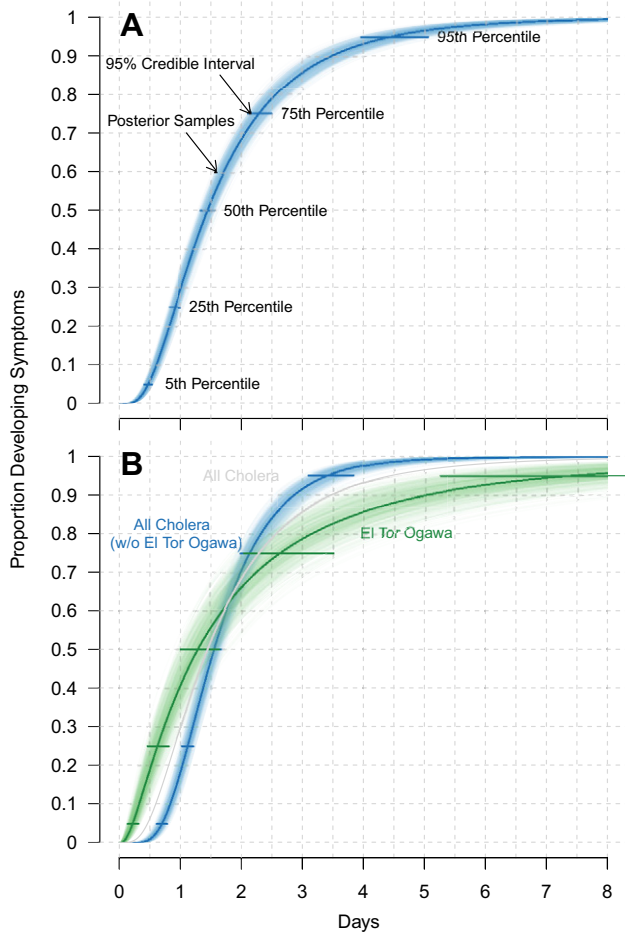 A
1
0.9
0.8
0.7
0.6
0.5
0.4
0.3
0.2
0.1
0
95th Percentile
95% Credible Interval
75th Percentile
Posterior Samples
50th Percentile
25th Percentile
5th Percentile
Proportion Developing Symptoms
B
1
0.9
0.8
0.7
0.6
0.5
0.4
0.3
0.2
0.1
0
All Cholera
All Cholera
(w/o El Tor Ogawa)
El Tor Ogawa
0 1 2 3 4 5 6 7 8
Days